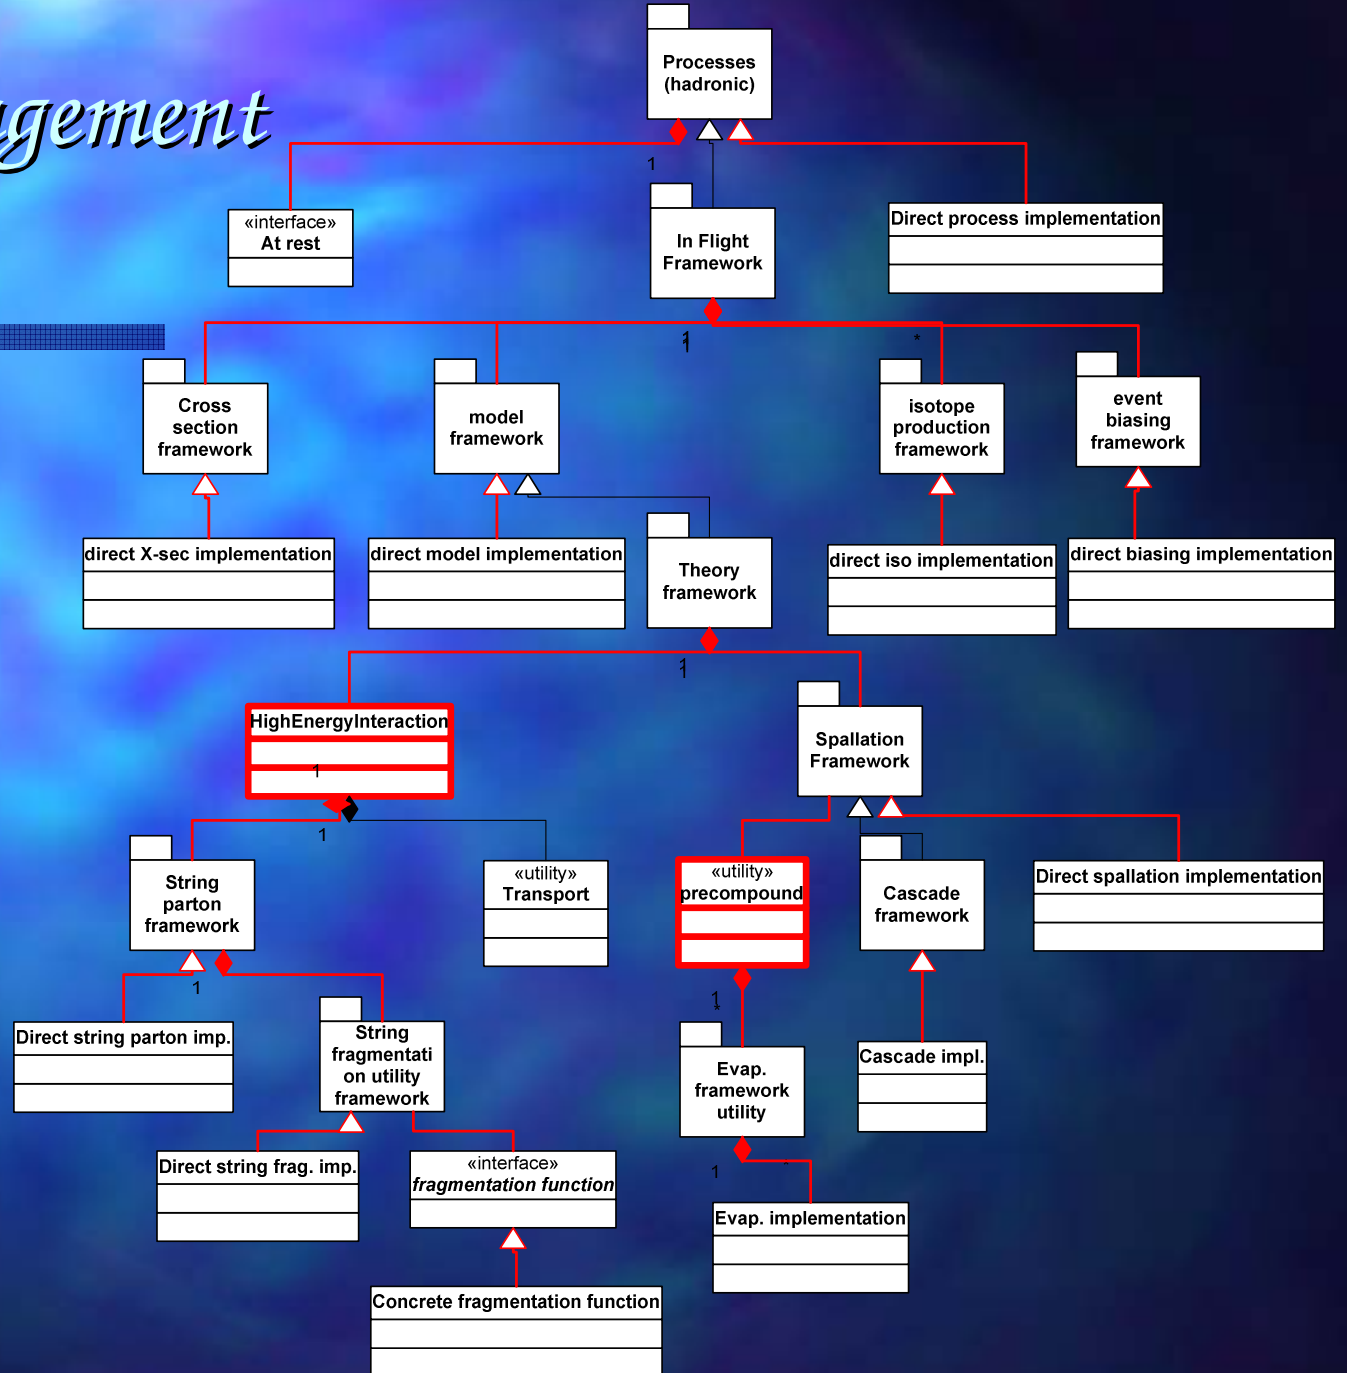 agement
Processes
(hadronic)
1
«interface»
At rest
In Flight
Framework
Direct process implementation
1
1
*
Cross
section
framework
model
framework
isotope
production
framework
event
biasing
framework
direct X-sec implementation
direct model implementation
Theory
framework
direct iso implementation
direct biasing implementation
1
1
HighEnergyInteraction
1
1
Spallation
Framework
String
parton
framework
«utility»
Transport
«utility»
precompound
Cascade
framework
Direct spallation implementation
1
1
*
Direct string parton imp.
String
fragmentati
on utility
framework
Evap.
framework
utility
Cascade impl.
Direct string frag. imp.
«interface»
fragmentation function
1
*
Evap. implementation
Concrete fragmentation function